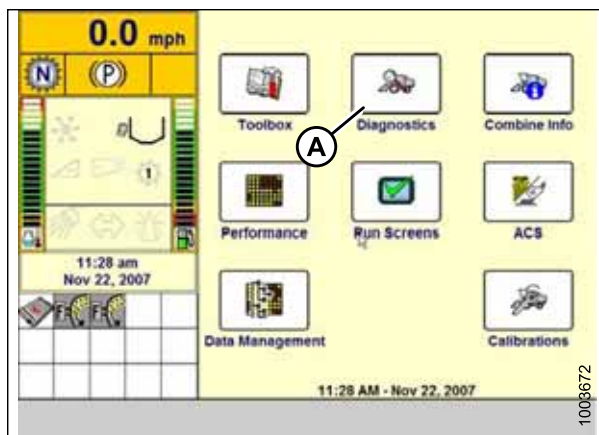 0.0 mph
N
(P)
1
11:28 am
Nov 22, 2007
F=
F=
Toolbox
Diagnostics
Combine Info
A
Performance
Run Screens
ACS
Data Management
Calibrations
11:28 AM - Nov 22, 2007
1003672